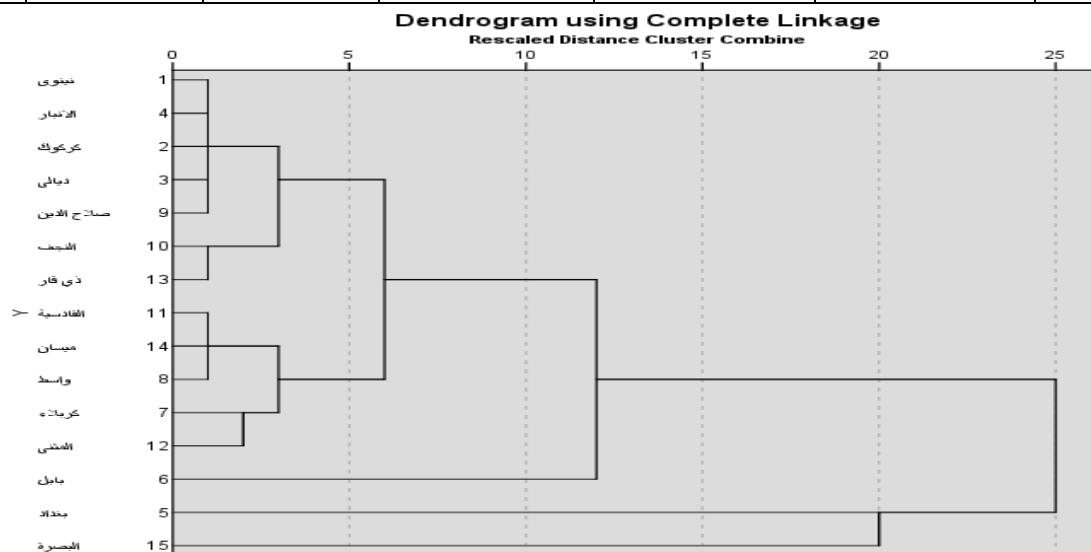 Dendrogram using Complete Linkage
Rescaled Distance Cluster Combine
0 5 10 15 20 25
نينوى 1
الانبار 4
كركوك 2
ديالى 3
صلاح الدين 9
النجف 10
ذي قار 13
Y
القادسية 11
ميسان 14
واسط 8
كربلاء 7
المثنى 12
بابل 6
بغداد 5
البصرة 15